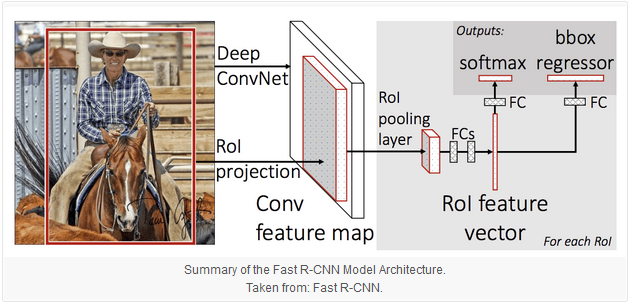 Deep
ConvNet
RoI
projection
Conv
feature map
RoI
pooling
layer
FCs
RoI feature
vector
For each RoI
Outputs:
softmax
bbox
regressor
FC
FC
Summary of the Fast R-CNN Model Architecture.
Taken from: Fast R-CNN.